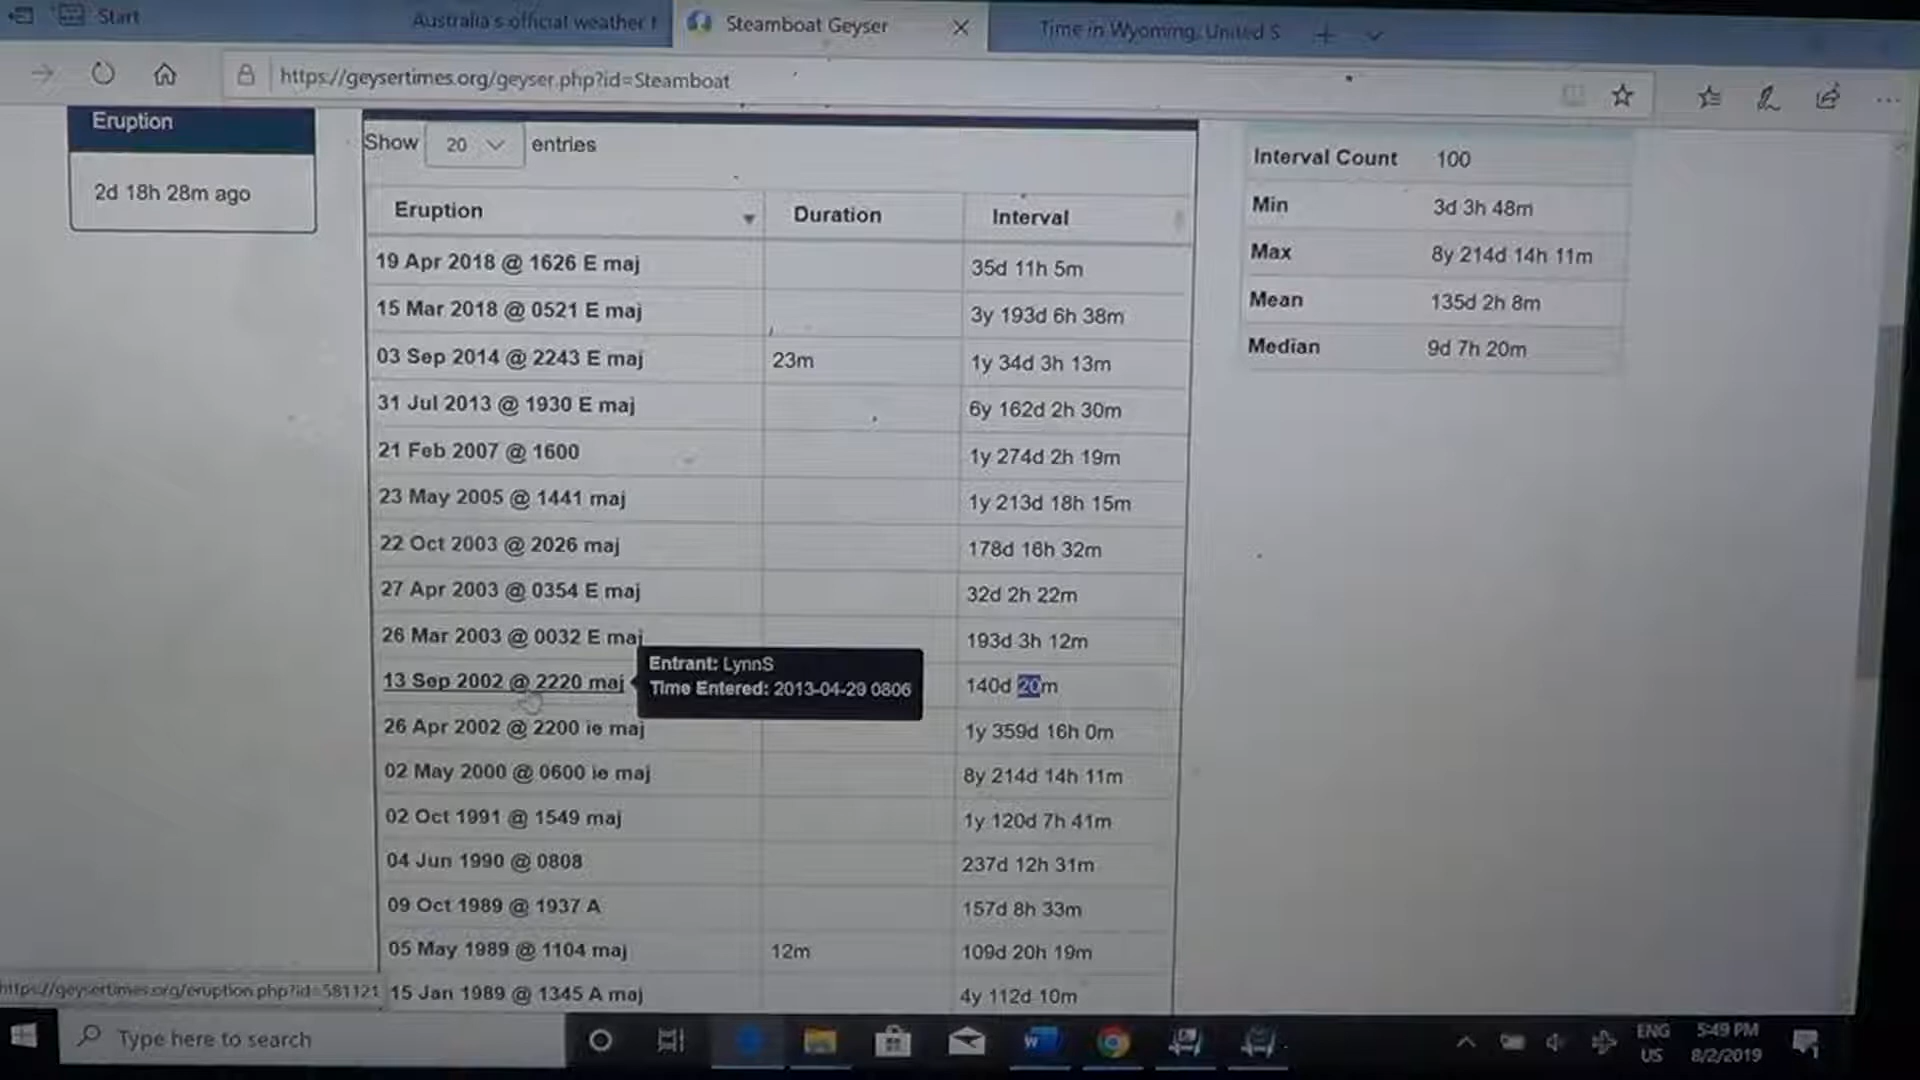 Start
Australia's official weather f
Steamboat Geyser
Time in Wyoming, United S
https://geysertimes.org/geyser.php?id=Steamboat
Eruption
2d 18h 28m ago
Show 20 entries
Eruption Duration Interval
19 Apr 2018 @ 1626 E maj 35d 11h 5m
15 Mar 2018 @ 0521 E maj 3y 193d 6h 38m
03 Sep 2014 @ 2243 E maj 23m 1y 34d 3h 13m
31 Jul 2013 @ 1930 E maj 6y 162d 2h 30m
21 Feb 2007 @ 1600 1y 274d 2h 19m
23 May 2005 @ 1441 maj 1y 213d 18h 15m
22 Oct 2003 @ 2026 maj 178d 16h 32m
27 Apr 2003 @ 0354 E maj 32d 2h 22m
26 Mar 2003 @ 0032 E maj 193d 3h 12m
13 Sep 2002 @ 2220 maj 140d 20m
Entrant: LynnS
Time Entered: 2013-04-29 0806
26 Apr 2002 @ 2200 ie maj 1y 359d 16h 0m
02 May 2000 @ 0600 ie maj 8y 214d 14h 11m
02 Oct 1991 @ 1549 maj 1y 120d 7h 41m
04 Jun 1990 @ 0808 237d 12h 31m
09 Oct 1989 @ 1937 A 157d 8h 33m
05 May 1989 @ 1104 maj 12m 109d 20h 19m
15 Jan 1989 @ 1345 A maj 4y 112d 10m
Interval Count 100
Min 3d 3h 48m
Max 8y 214d 14h 11m
Mean 135d 2h 8m
Median 9d 7h 20m
https://geysertimes.org/eruption.php?id=581121
Type here to search
ENG
US
5:49 PM
8/2/2019